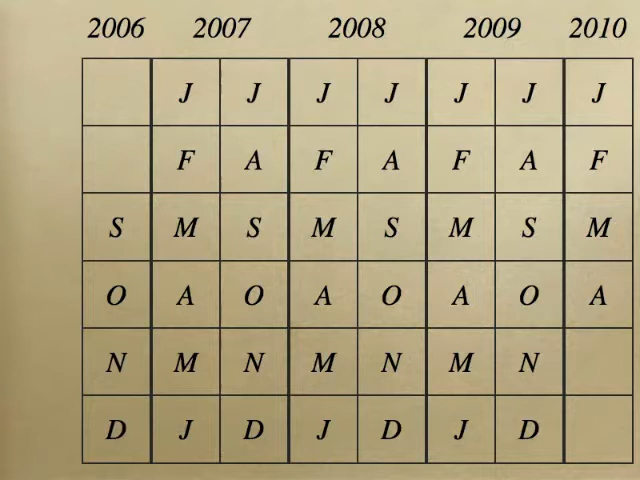 2006 2007 2008 2009 2010
J J J J J J J
F A F A F A F
S M S M S M S M
O A O A O A O A
N M N M N M N
D J D J D J D